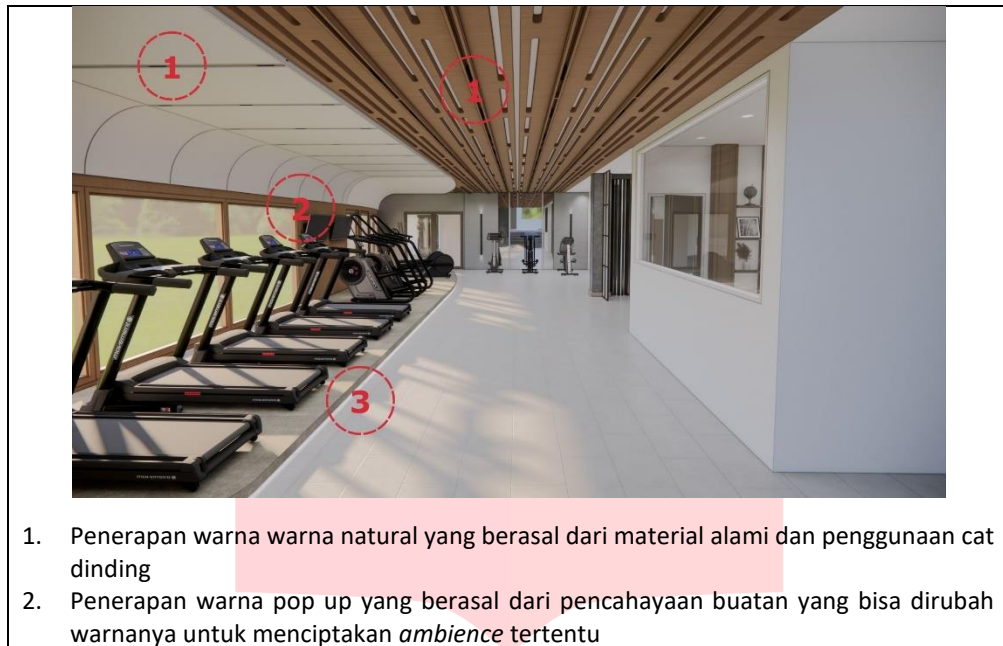 1
1
2
3
1. Penerapan warna warna natural yang berasal dari material alami dan penggunaan cat
dinding
2. Penerapan warna pop up yang berasal dari pencahayaan buatan yang bisa dirubah
warnanya untuk menciptakan ambience tertentu